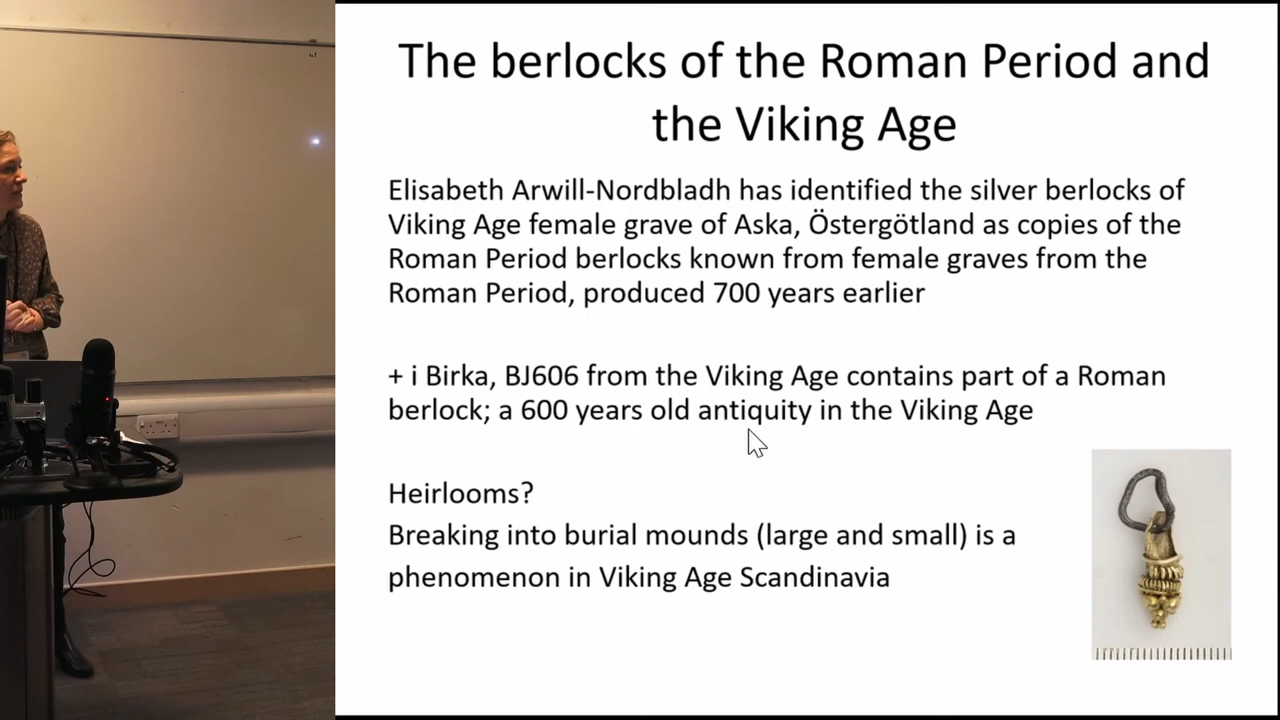 The berlocks of the Roman Period and
the Viking Age
Elisabeth Arwill-Nordbladh has identified the silver berlocks of
Viking Age female grave of Aska, Östergötland as copies of the
Roman Period berlocks known from female graves from the
Roman Period, produced 700 years earlier
+ i Birka, BJ606 from the Viking Age contains part of a Roman
berlock; a 600 years old antiquity in the Viking Age
Heirlooms?
Breaking into burial mounds (large and small) is a
phenomenon in Viking Age Scandinavia